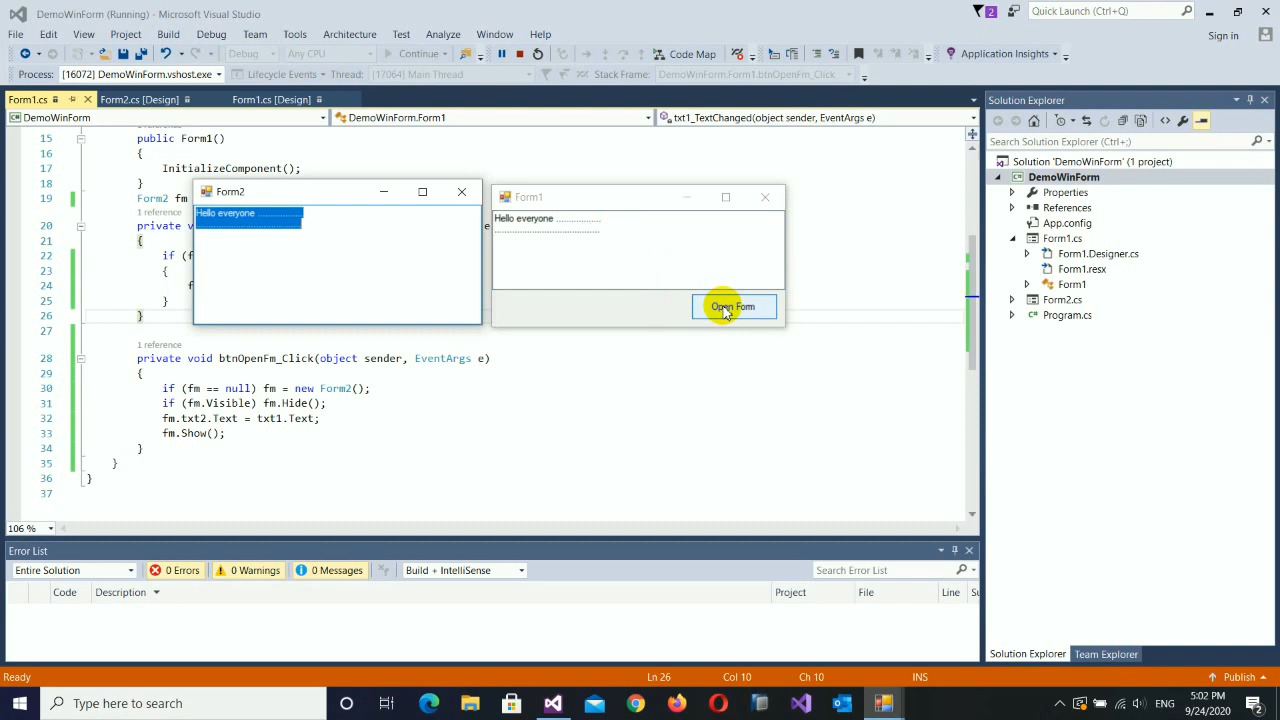 DemoWinForm (Running) - Microsoft Visual Studio
2
Quick Launch (Ctrl+Q)
File Edit View Project Build Debug Team Tools Architecture Test Analyze Window Help
Sign in
Debug Any CPU Continue Code Map Application Insights
Process: [16072] DemoWinForm.vshost.exe Lifecycle Events Thread: [17064] Main Thread Stack Frame: DemoWinForm.Form1.btnOpenFm_Click
Form1.cs Form2.cs [Design] Form1.cs [Design]
DemoWinForm DemoWinForm.Form1 txt1_TextChanged(object sender, EventArgs e)
15 public Form1()
16 {
17 InitializeComponent();
18 }
19 Form2 fm
1 reference
20 private v
e
21 {
22 if (f
23 {
24 f
25 }
26 }
27
1 reference
28 private void btnOpenFm_Click(object sender, EventArgs e)
29 {
30 if (fm == null) fm = new Form2();
31 if (fm.Visible) fm.Hide();
32 fm.txt2.Text = txt1.Text;
33 fm.Show();
34 }
35 }
36 }
37
106 %
Form2
Hello everyone ..................
.......................................
Form1
Hello everyone ..................
.......................................
Open Form
Solution Explorer
Search Solution Explorer (Ctrl+;)
Solution 'DemoWinForm' (1 project)
DemoWinForm
Properties
References
App.config
Form1.cs
Form1.Designer.cs
Form1.resx
Form1
Form2.cs
Program.cs
Solution Explorer Team Explorer
Error List
Entire Solution 0 Errors 0 Warnings 0 Messages Build + IntelliSense Search Error List
Code Description Project File Line Su
Ready Ln 26 Col 10 Ch 10 INS Publish
Type here to search
ENG
5:02 PM
9/24/2020
2